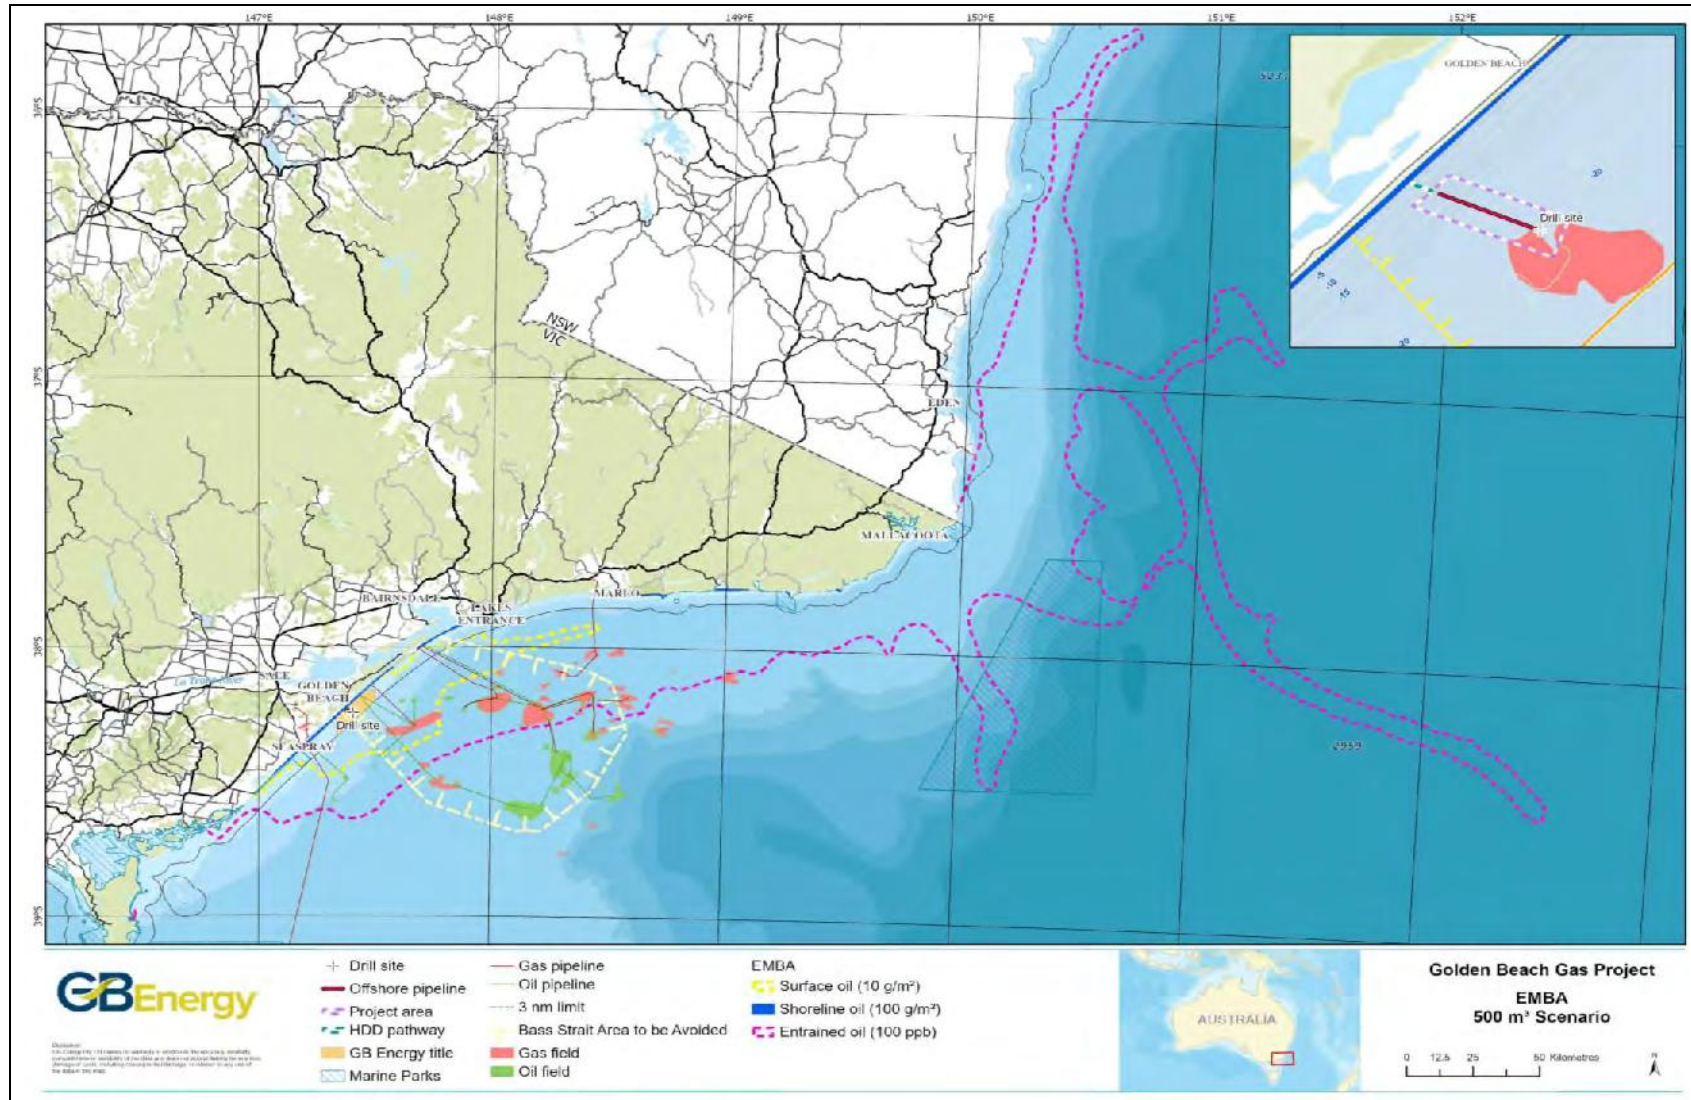 147°E
148°E
149°E
150°E
151°E
152°E
36°S
37°S
38°S
39°S
GOLDEN BEACH
Drill site
NSW
VIC
EDEN
MALLACOOTA
BAIRNSDALE
LAKES
ENTRANCE
MARLO
SALE
La Trobe River
GOLDEN
BEACH
Drill site
SEASPRAY
2959
GBEnergy
Drill site
Offshore pipeline
Project area
HDD pathway
GB Energy title
Marine Parks
Gas pipeline
Oil pipeline
3 nm limit
Bass Strait Area to be Avoided
Gas field
Oil field
EMBA
Surface oil (10 g/m²)
Shoreline oil (100 g/m²)
Entrained oil (100 ppb)
AUSTRALIA
Golden Beach Gas Project
EMBA
500 m³ Scenario
0 12.5 25 50 Kilometres
N